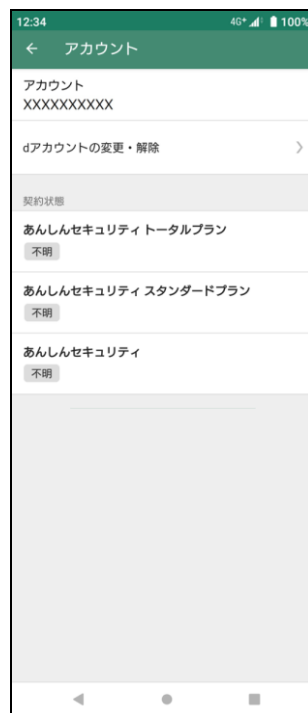 12:34
4G+ 100%
← アカウント
アカウント
XXXXXXXXXX
dアカウントの変更・解除
契約状態
あんしんセキュリティ トータルプラン
不明
あんしんセキュリティ スタンダードプラン
不明
あんしんセキュリティ
不明